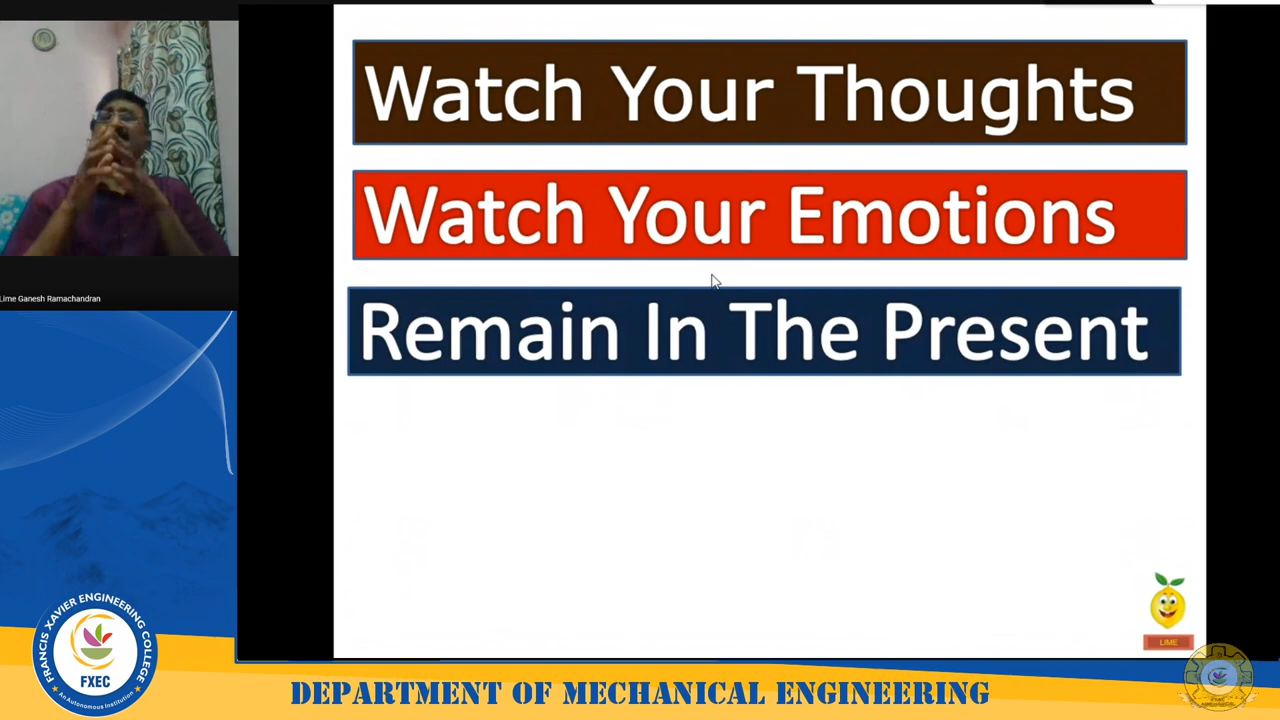 Watch Your Thoughts
Watch Your Emotions
Remain In The Present
Lime Ganesh Ramachandran
LIME
FRANCIS XAVIER ENGINEERING COLLEGE
FXEC
An Autonomous Institution
DEPARTMENT OF MECHANICAL ENGINEERING